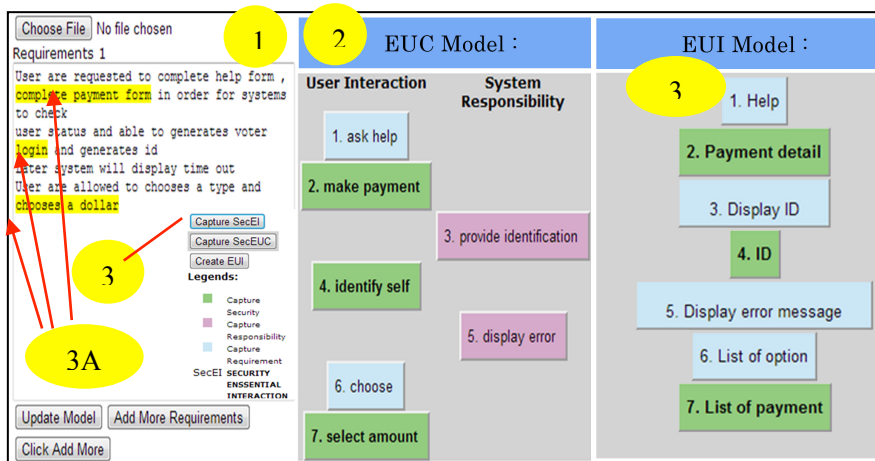 Choose File No file chosen
1
Requirements 1
User are requested to complete help form ,
complete payment form in order for systems
to check
user status and able to generates voter
login and generates id
Later system will display time out
User are allowed to chooses a type and
chooses a dollar
Capture SecEI
Capture SecEUC
Create EUI
3
Legends:
Capture
Security
Capture
Responsibility
Capture
Requirement
SecEI SECURITY
ENSSENTIAL
INTERACTION
3A
Update Model Add More Requirements
Click Add More
2
EUC Model :
User Interaction
System
Responsibility
1. ask help
2. make payment
3. provide identification
4. identify self
5. display error
6. choose
7. select amount
EUI Model :
3
1. Help
2. Payment detail
3. Display ID
4. ID
5. Display error message
6. List of option
7. List of payment